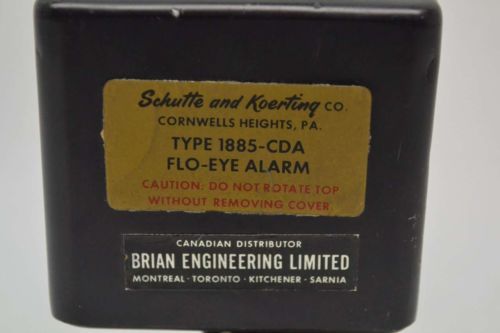 Schutte and Koerting CO.
CORNWELLS HEIGHTS, PA.
TYPE 1885-CDA
FLO-EYE ALARM
CAUTION: DO NOT ROTATE TOP
WITHOUT REMOVING COVER.
CANADIAN DISTRIBUTOR
BRIAN ENGINEERING LIMITED
MONTREAL - TORONTO - KITCHENER - SARNIA